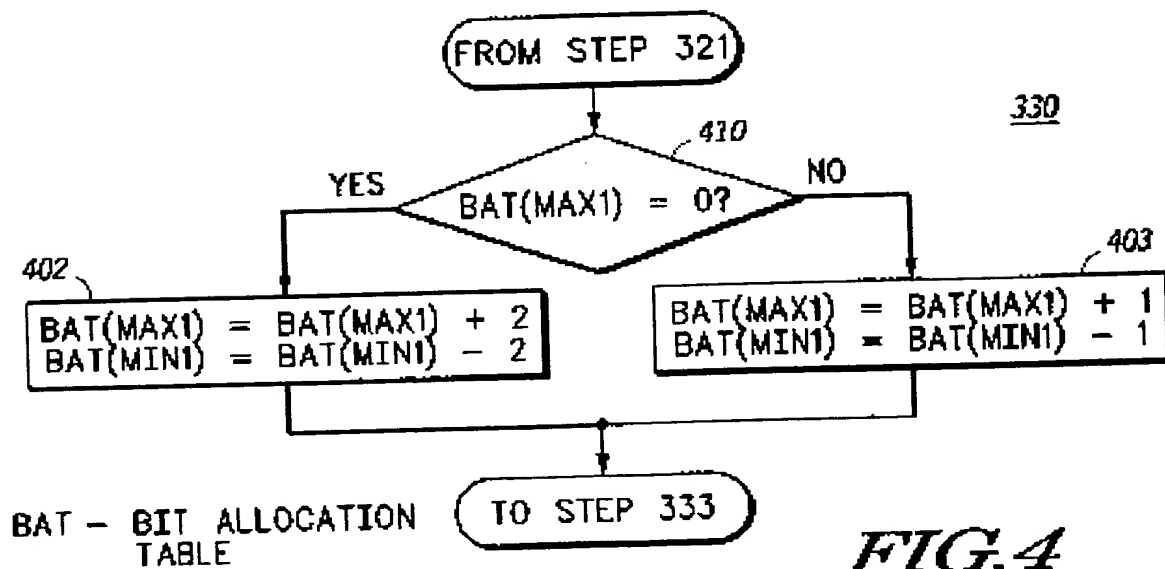 FROM STEP 321
330
410
YES
BAT(MAX1) = 0?
NO
402
403
BAT(MAX1) = BAT(MAX1) + 2
BAT(MIN1) = BAT(MIN1) - 2
BAT(MAX1) = BAT(MAX1) + 1
BAT(MIN1) = BAT(MIN1) - 1
TO STEP 333
BAT - BIT ALLOCATION
TABLE
FIG.4